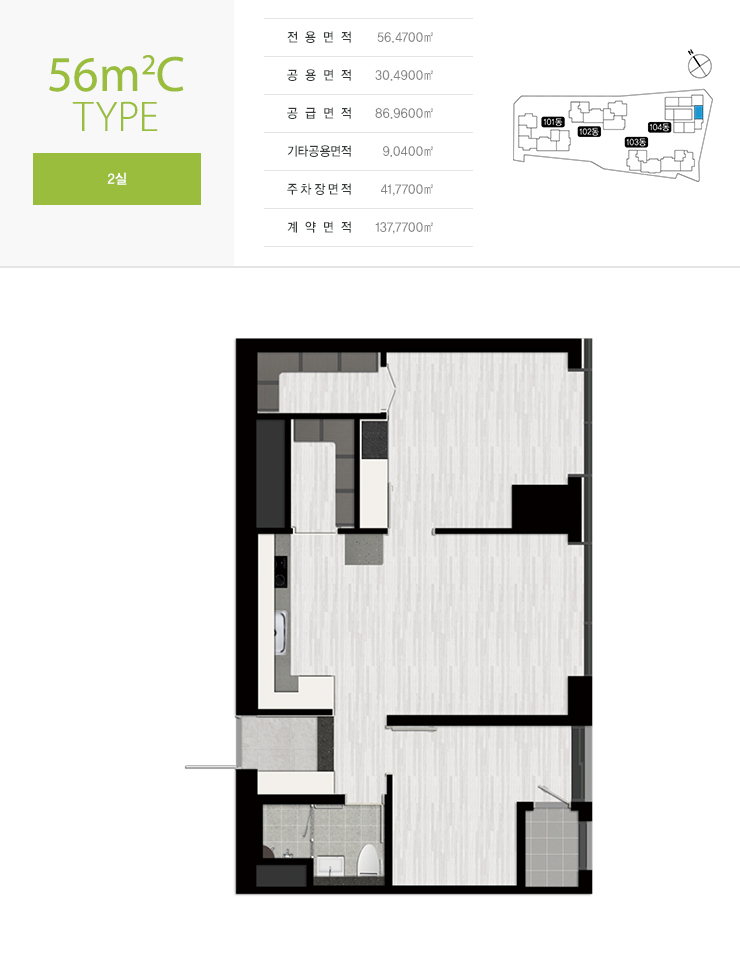 56m²C
TYPE
2실
전 용 면 적 56.4700㎡
공 용 면 적 30.4900㎡
공 급 면 적 86.9600㎡
기타공용면적 9.0400㎡
주차장면적 41.7700㎡
계 약 면 적 137.7700㎡
N
101동
102동
104동
103동